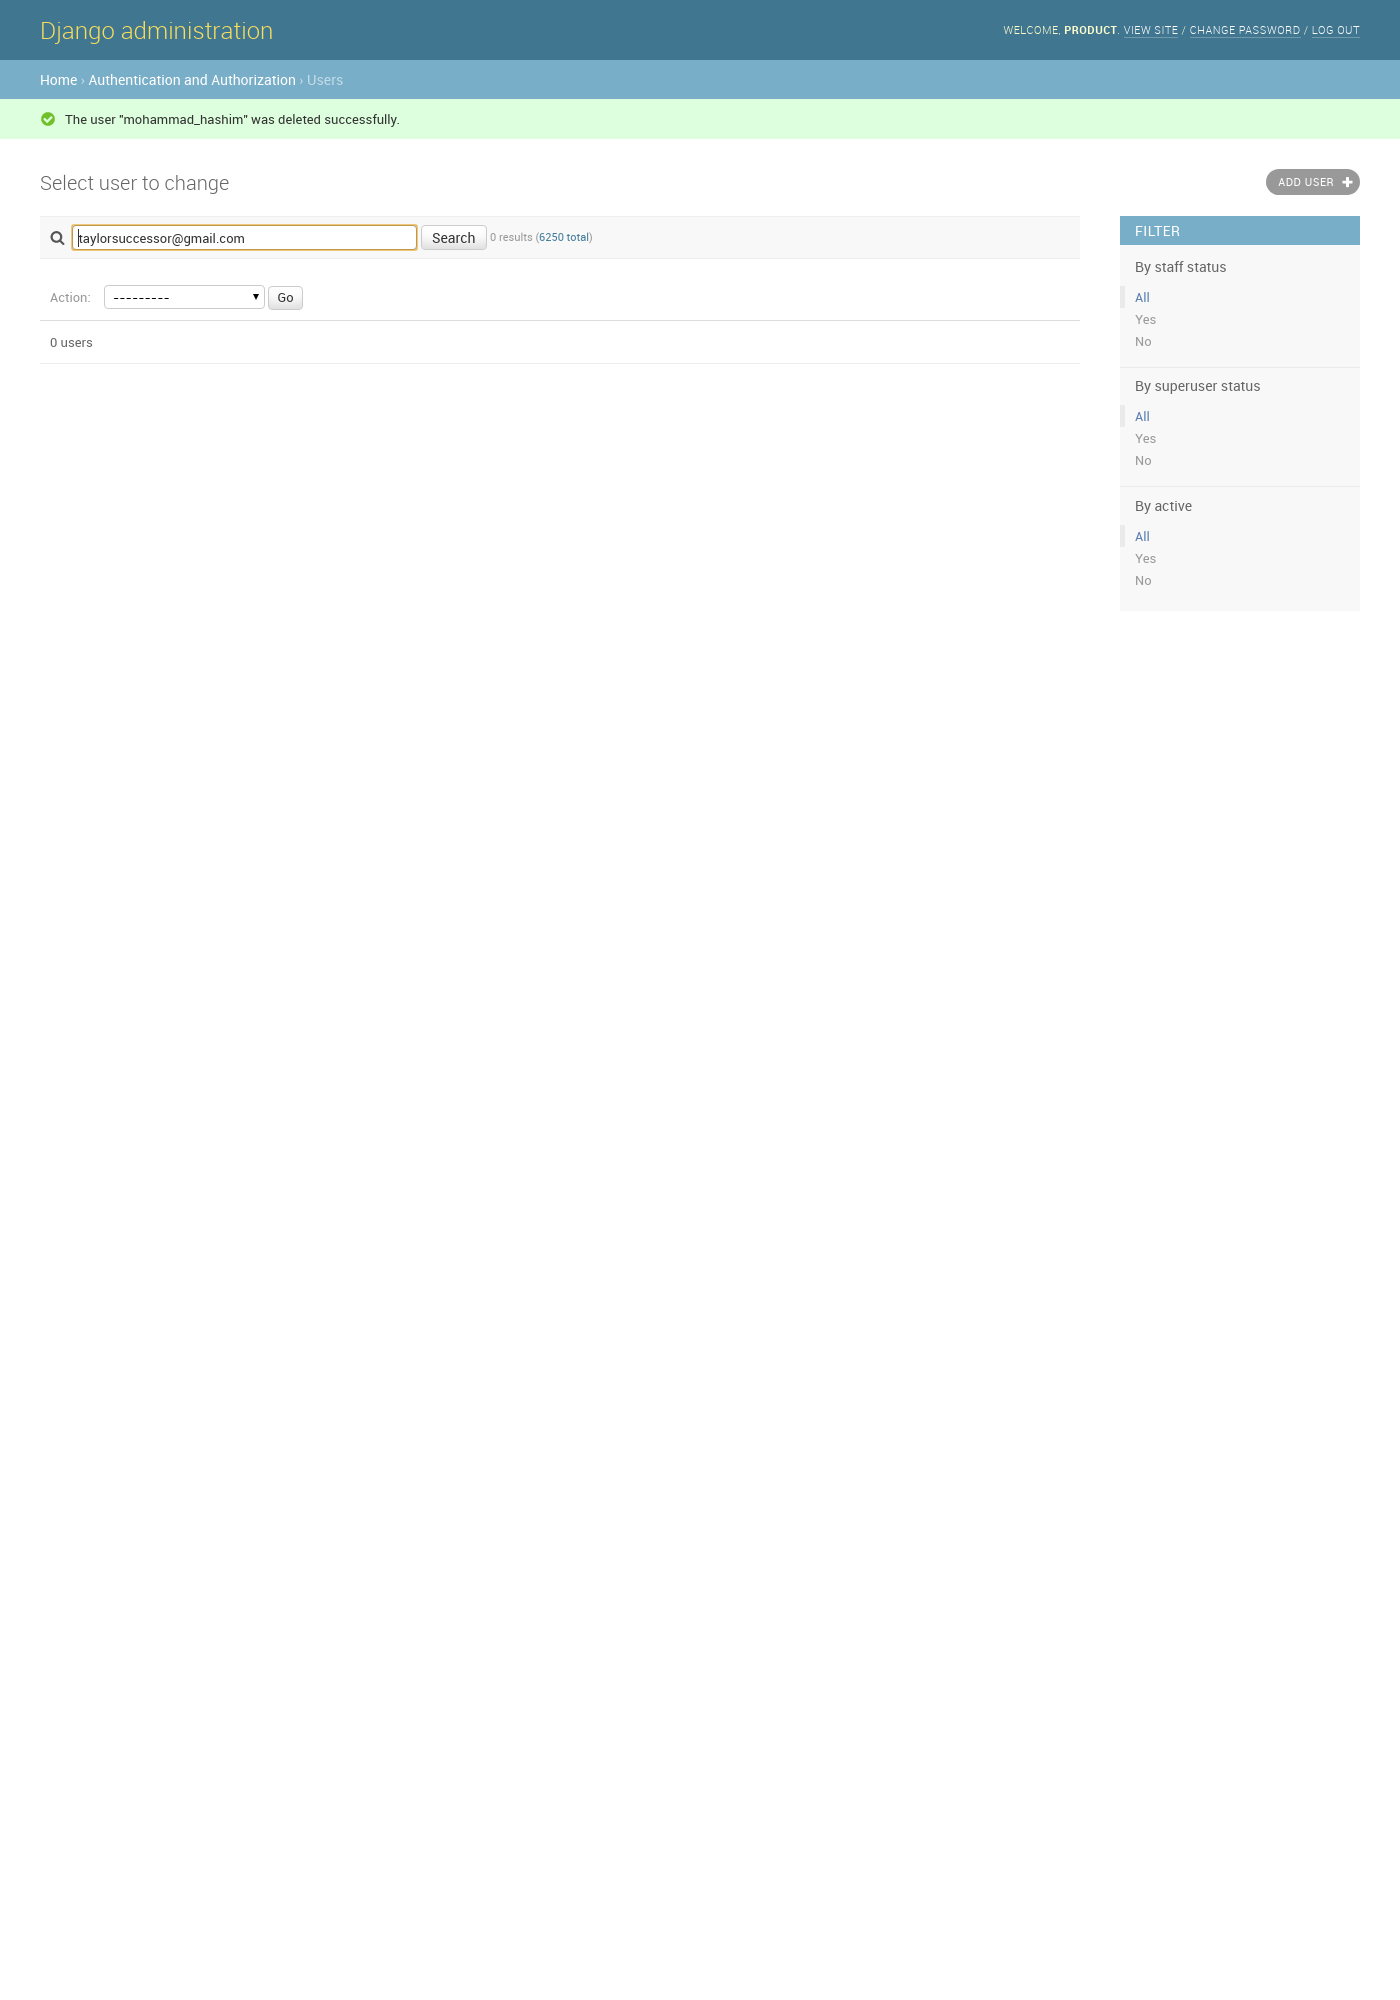 Django administration
WELCOME, PRODUCT. VIEW SITE / CHANGE PASSWORD / LOG OUT
Home › Authentication and Authorization › Users
The user "mohammad_hashim" was deleted successfully.
Select user to change
ADD USER
taylorsuccessor@gmail.com Search 0 results (6250 total)
Action: --------- Go
0 users
FILTER
By staff status
All
Yes
No
By superuser status
All
Yes
No
By active
All
Yes
No